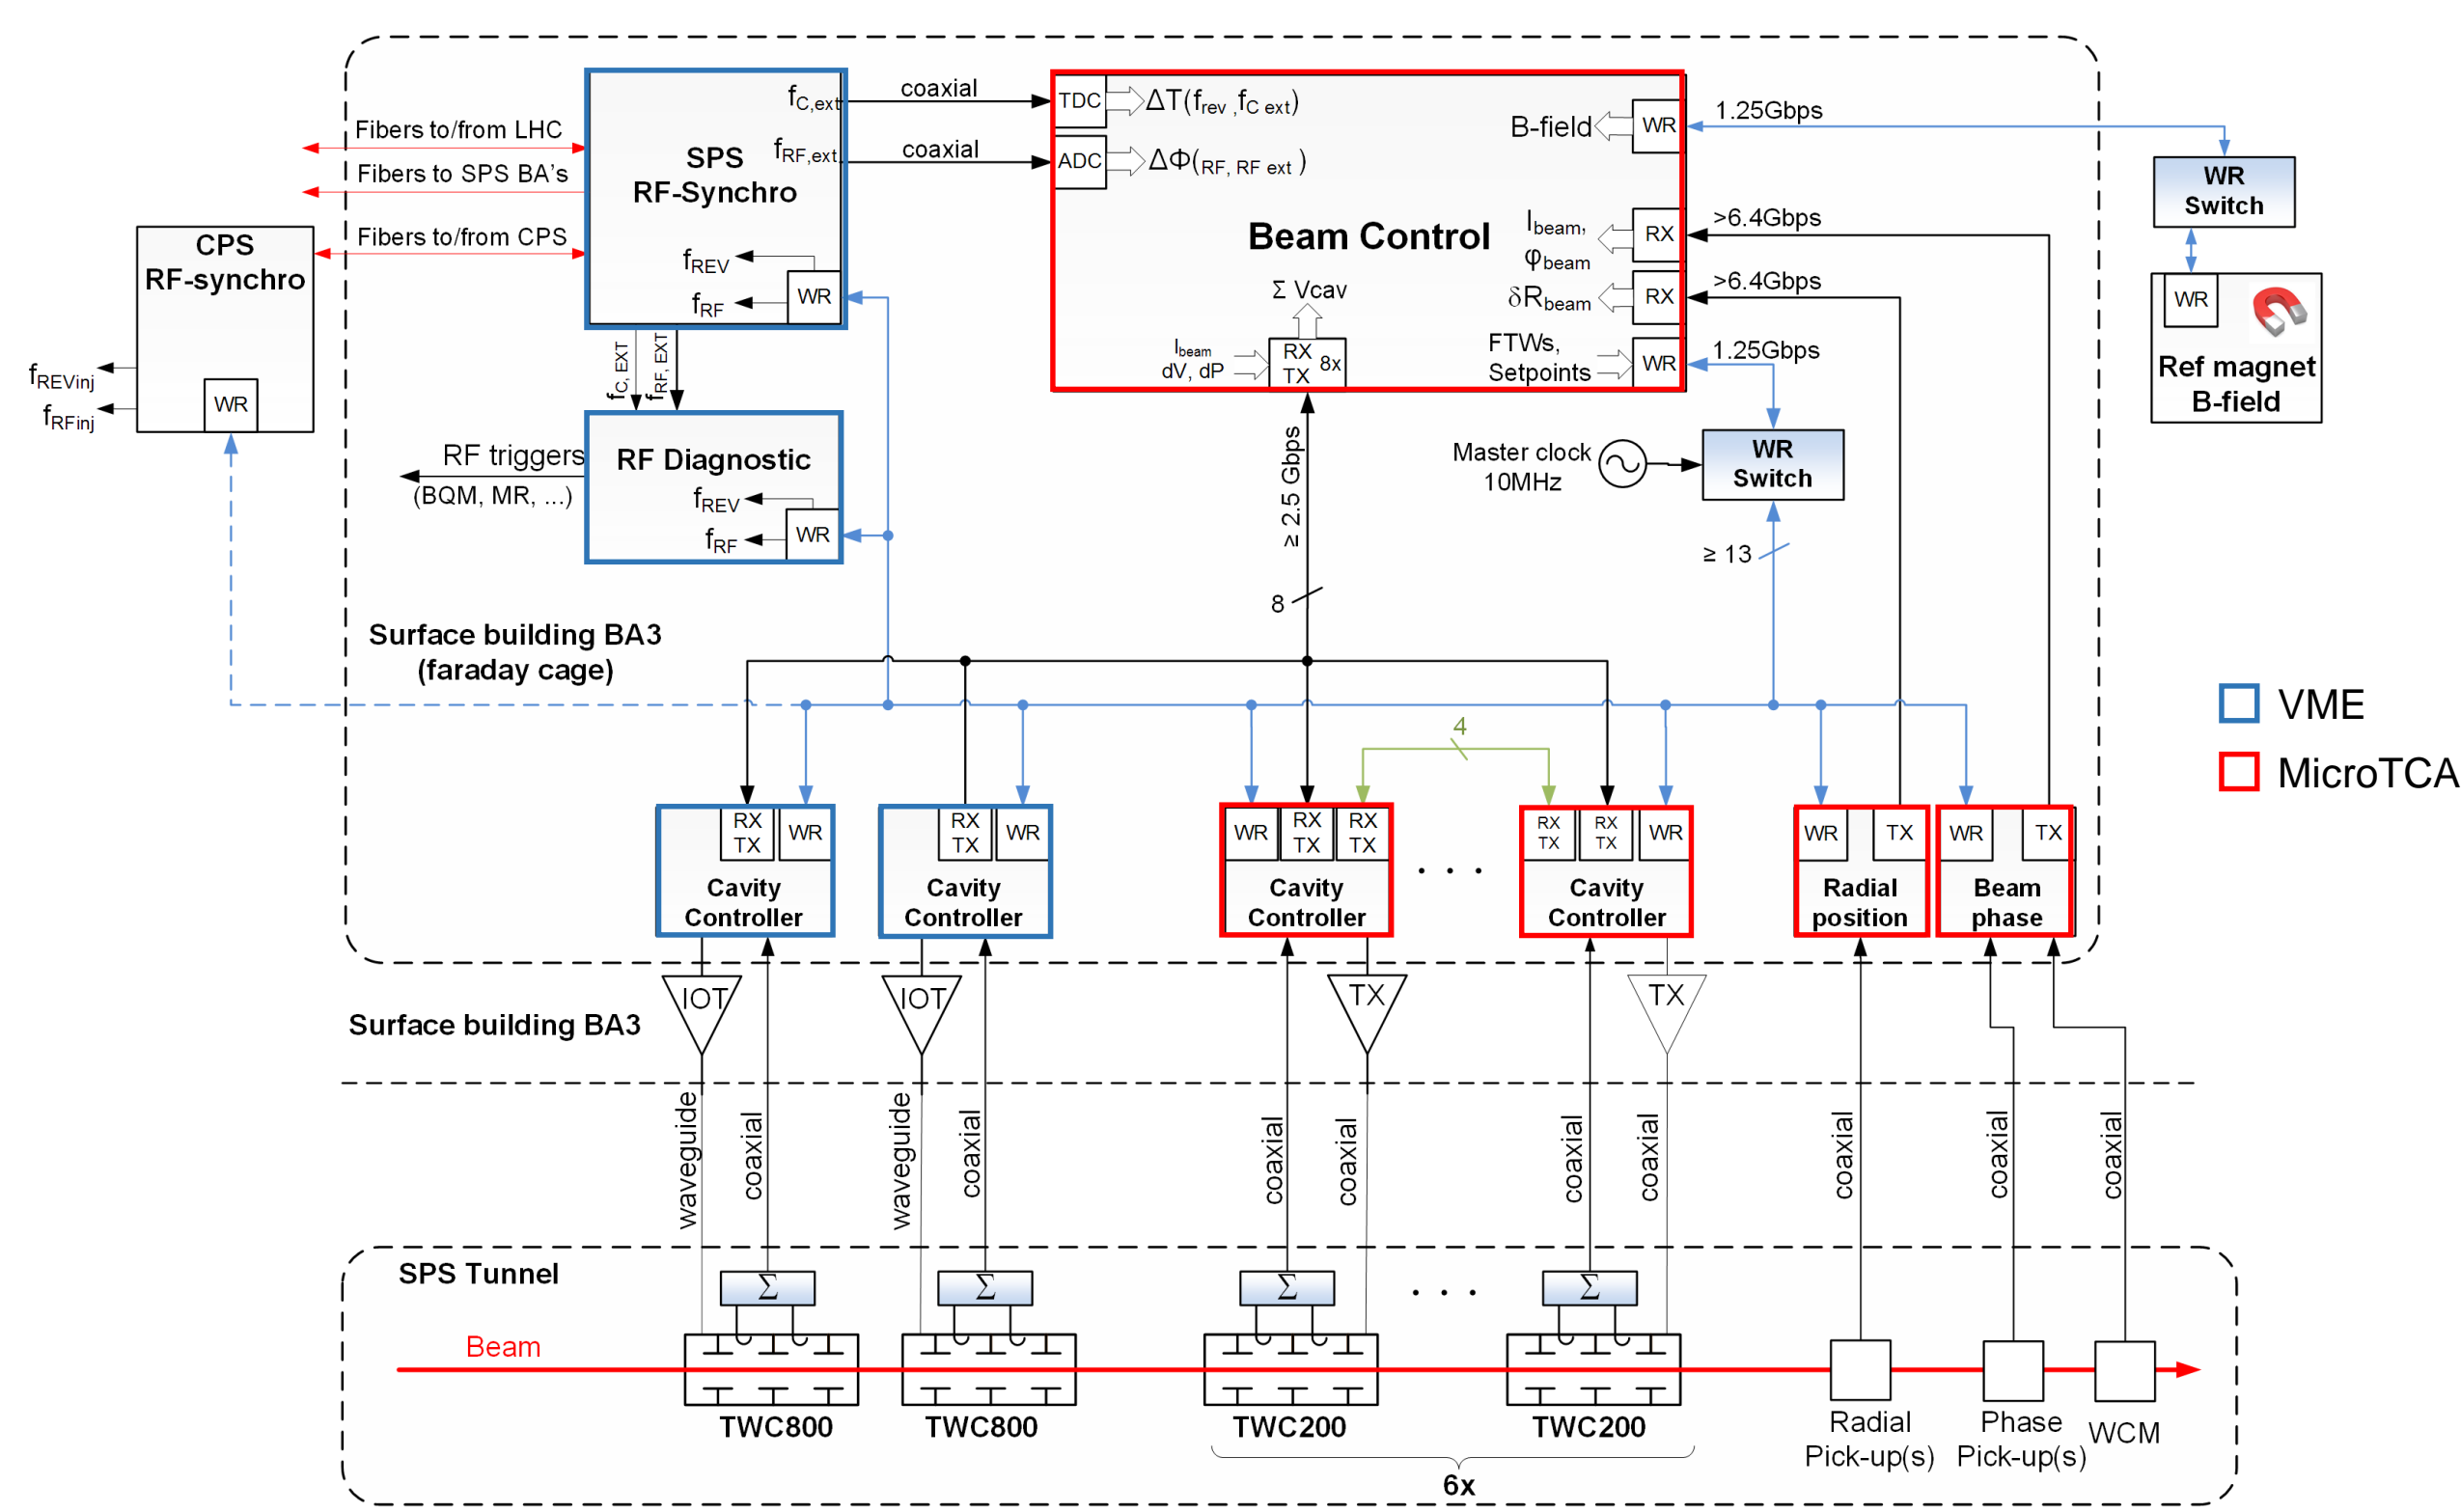 Fibers to/from LHC
Fibers to SPS BA's
Fibers to/from CPS
CPS
RF-synchro
WR
fREVinj
fRFinj
SPS
RF-Synchro
fC,ext
fRF,ext
fREV
fRF
WR
coaxial
coaxial
fC, EXT
fRF, EXT
RF Diagnostic
fREV
fRF
WR
RF triggers
(BQM, MR, ...)
TDC
ΔT(frev ,fC ext)
ADC
ΔΦ(RF, RF ext )
Beam Control
B-field
WR
1.25Gbps
Ibeam,
φbeam
RX
>6.4Gbps
δRbeam
RX
>6.4Gbps
FTWs,
Setpoints
WR
1.25Gbps
Σ Vcav
Ibeam
dV, dP
RX
TX
8x
≥ 2.5 Gbps
8
WR
Switch
WR
Ref magnet
B-field
Master clock
10MHz
WR
Switch
≥ 13
Surface building BA3
(faraday cage)
VME
MicroTCA
4
RX
TX
WR
Cavity
Controller
RX
TX
WR
Cavity
Controller
WR
RX
TX
RX
TX
Cavity
Controller
. . .
RX
TX
RX
TX
WR
Cavity
Controller
WR
TX
Radial
position
WR
TX
Beam
phase
IOT
IOT
TX
TX
Surface building BA3
waveguide
coaxial
waveguide
coaxial
coaxial
coaxial
coaxial
coaxial
coaxial
coaxial
coaxial
SPS Tunnel
Σ
Σ
Σ
. . .
Σ
Beam
TWC800
TWC800
TWC200
TWC200
6x
Radial
Pick-up(s)
Phase
Pick-up(s)
WCM